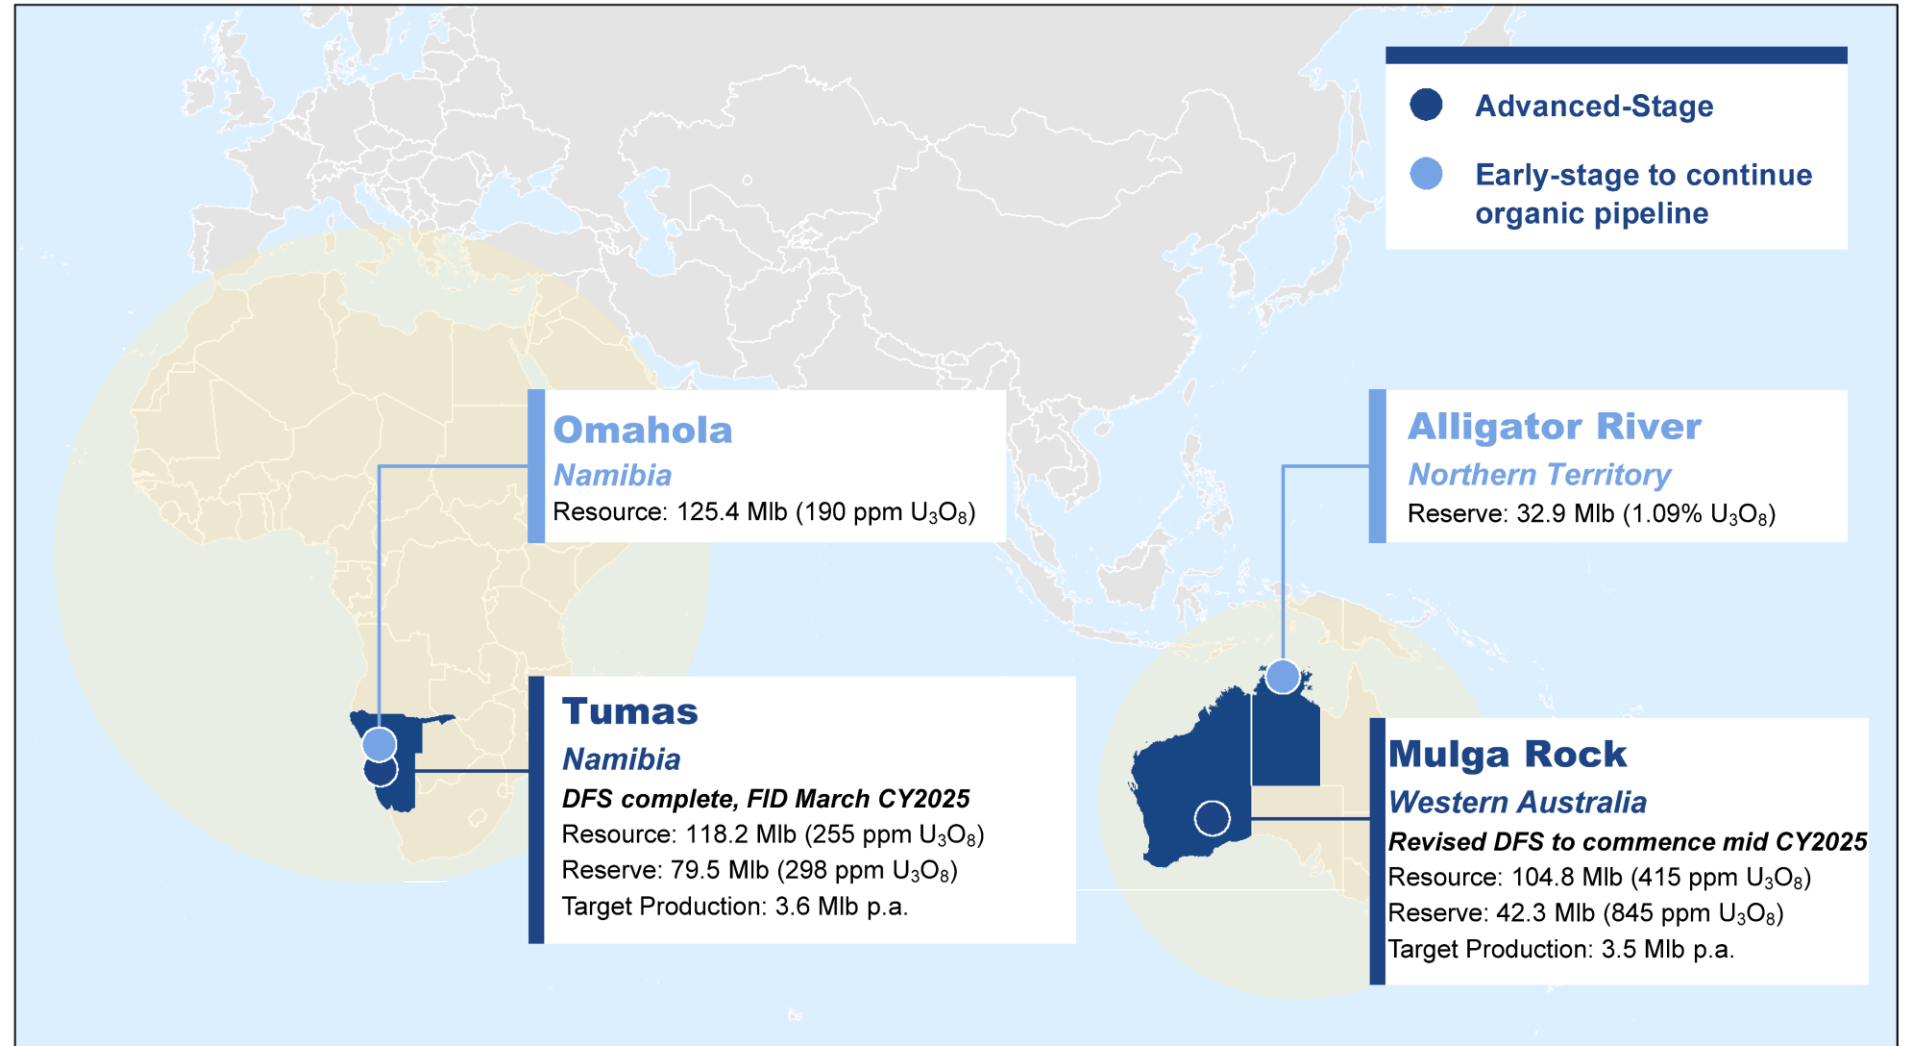 Advanced-Stage
Early-stage to continue
organic pipeline
Omahola
Namibia
Resource: 125.4 Mlb (190 ppm U₃O₈)
Alligator River
Northern Territory
Reserve: 32.9 Mlb (1.09% U₃O₈)
Tumas
Namibia
DFS complete, FID March CY2025
Resource: 118.2 Mlb (255 ppm U₃O₈)
Reserve: 79.5 Mlb (298 ppm U₃O₈)
Target Production: 3.6 Mlb p.a.
Mulga Rock
Western Australia
Revised DFS to commence mid CY2025
Resource: 104.8 Mlb (415 ppm U₃O₈)
Reserve: 42.3 Mlb (845 ppm U₃O₈)
Target Production: 3.5 Mlb p.a.